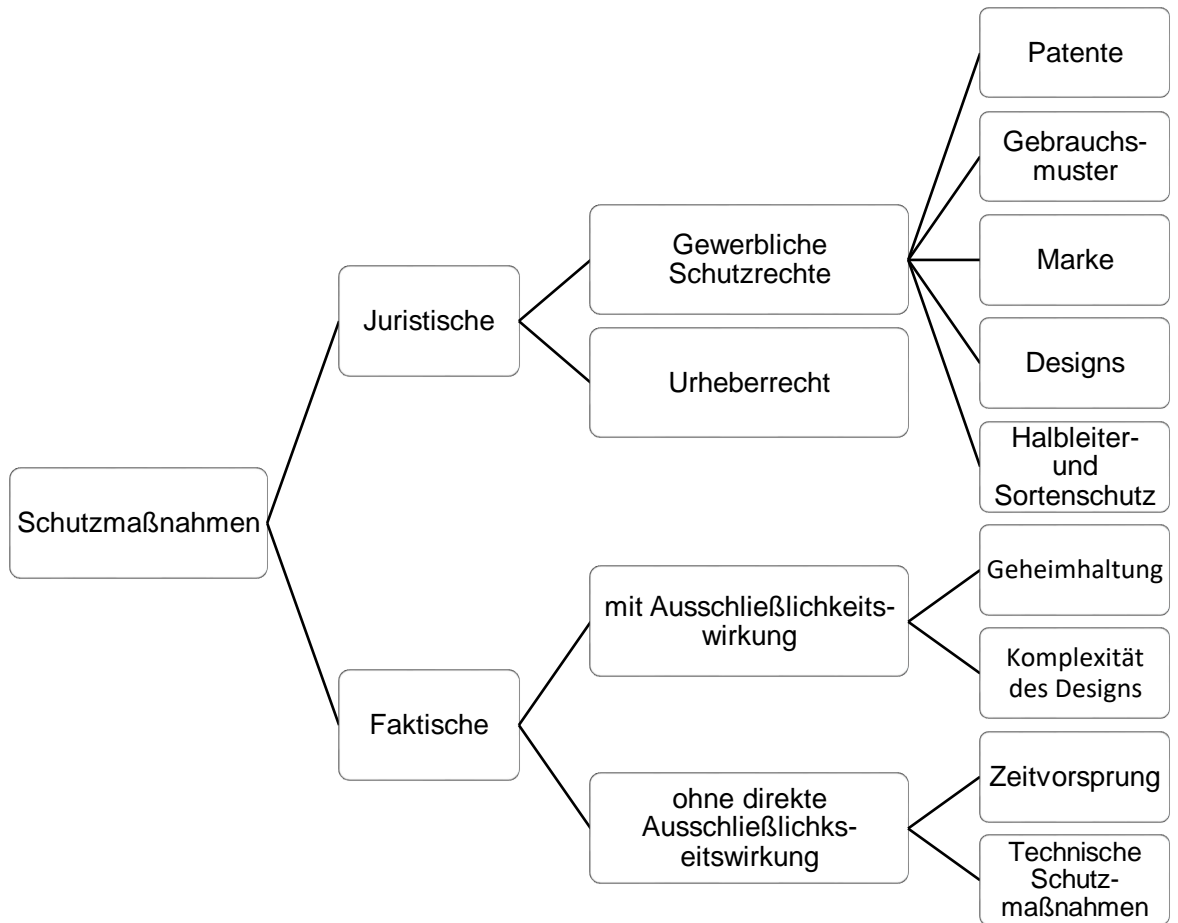 Schutzmaßnahmen
Juristische
Gewerbliche
Schutzrechte
Patente
Gebrauchs-
muster
Marke
Designs
Halbleiter-
und
Sortenschutz
Urheberrecht
Faktische
mit Ausschließlichkeits-
wirkung
Geheimhaltung
Komplexität
des Designs
ohne direkte
Ausschließlichks-
eitswirkung
Zeitvorsprung
Technische
Schutz-
maßnahmen